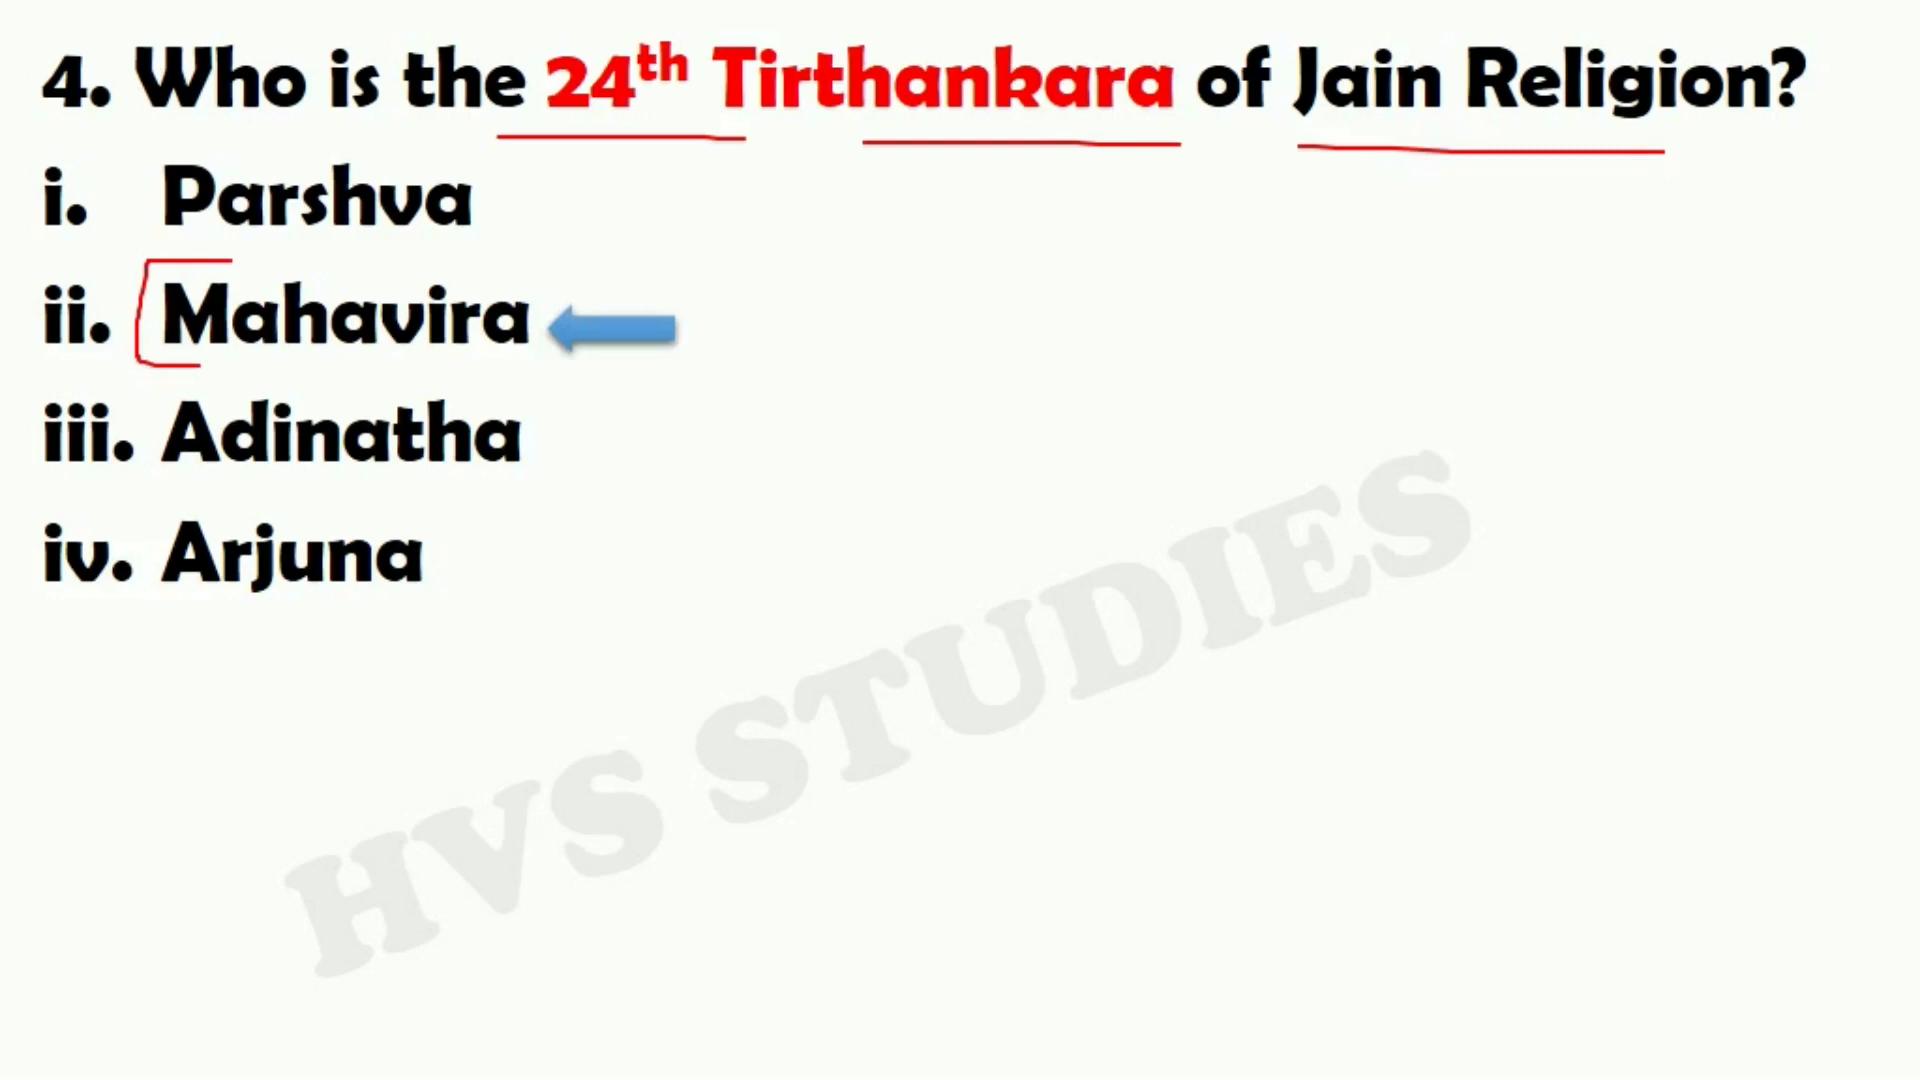 4. Who is the 24th Tirthankara of Jain Religion?
i. Parshva
ii. Mahavira
iii. Adinatha
iv. Arjuna
HVS STUDIES